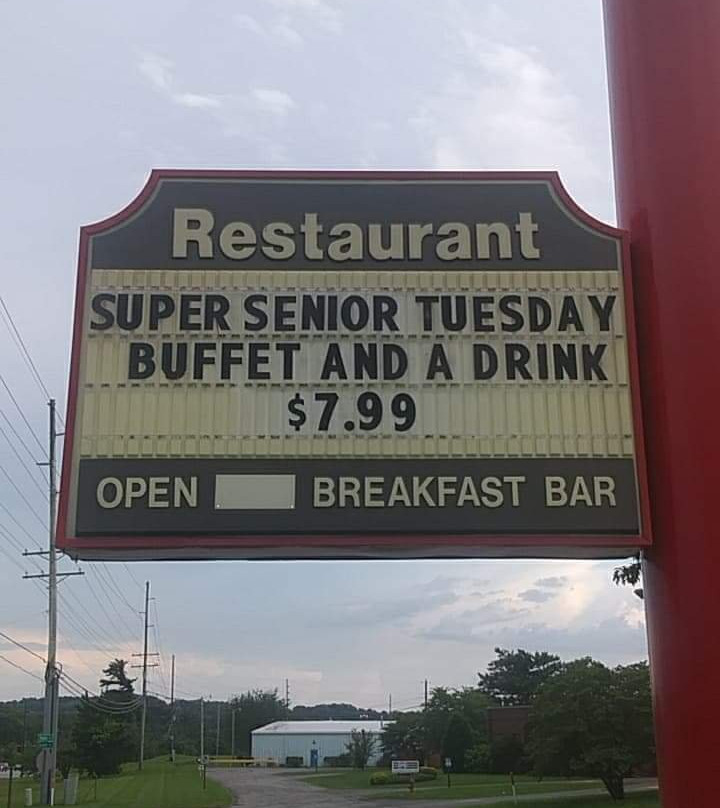 Restaurant
SUPER SENIOR TUESDAY
BUFFET AND A DRINK
$7.99
OPEN BREAKFAST BAR